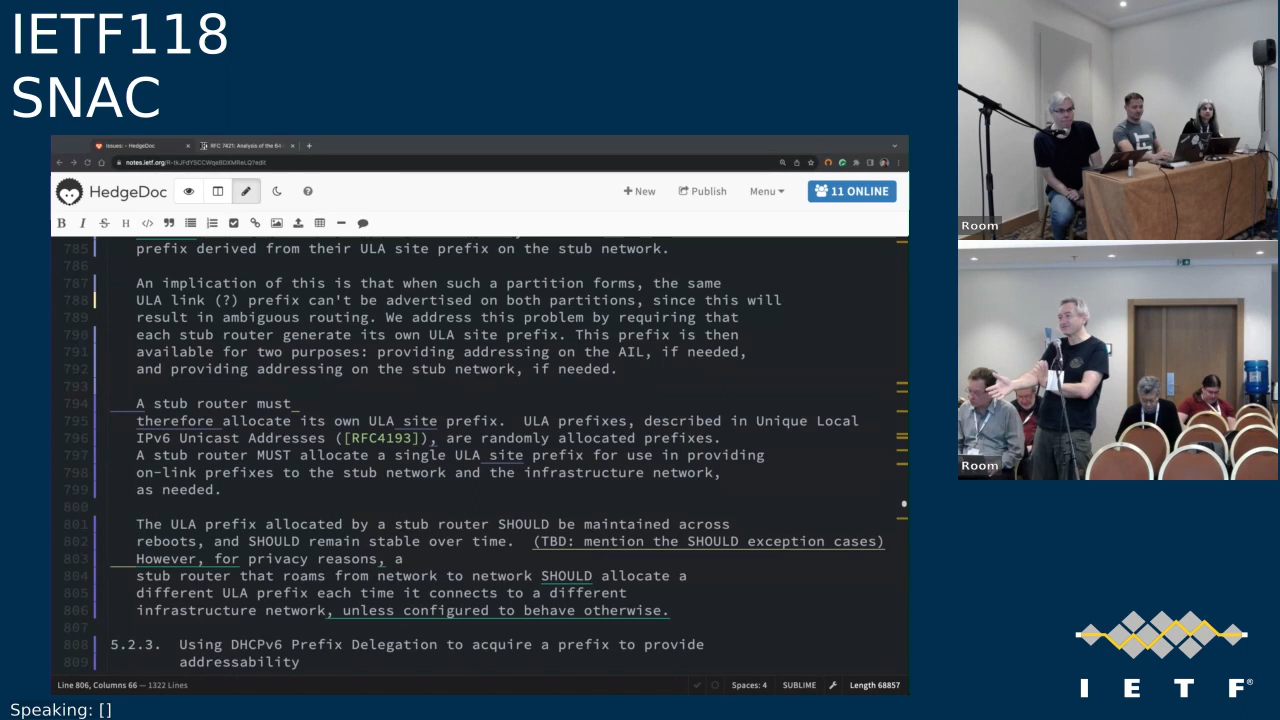 IETF118
SNAC
Issues: - HedgeDoc
RFC 7421: Analysis of the 64-
notes.ietf.org
HedgeDoc
New
Publish
Menu
11 ONLINE
B I S H
785 prefix derived from their ULA site prefix on the stub network.
786
787 An implication of this is that when such a partition forms, the same
788 ULA link (?) prefix can't be advertised on both partitions, since this will
789 result in ambiguous routing. We address this problem by requiring that
790 each stub router generate its own ULA site prefix. This prefix is then
791 available for two purposes: providing addressing on the AIL, if needed,
792 and providing addressing on the stub network, if needed.
793
794 A stub router must
795 therefore allocate its own ULA site prefix. ULA prefixes, described in Unique Local
796 IPv6 Unicast Addresses ([RFC4193]), are randomly allocated prefixes.
797 A stub router MUST allocate a single ULA site prefix for use in providing
798 on-link prefixes to the stub network and the infrastructure network,
799 as needed.
800
801 The ULA prefix allocated by a stub router SHOULD be maintained across
802 reboots, and SHOULD remain stable over time. (TBD: mention the SHOULD exception cases)
803 However, for privacy reasons, a
804 stub router that roams from network to network SHOULD allocate a
805 different ULA prefix each time it connects to a different
806 infrastructure network, unless configured to behave otherwise.
807
808 5.2.3. Using DHCPv6 Prefix Delegation to acquire a prefix to provide
809 addressability
Line 806, Columns 66 — 1322 Lines
Spaces: 4 SUBLIME Length 68857
Room
Room
I E T F®
Speaking: []